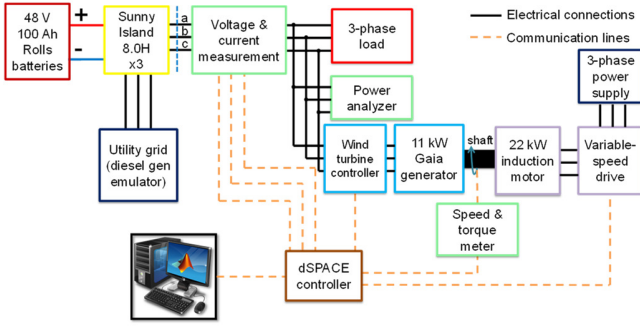 48 V
100 Ah
Rolls
batteries
+
-
Sunny
Island
8.0H
x3
a
b
c
Voltage &
current
measurement
3-phase
load
Electrical connections
Communication lines
Power
analyzer
3-phase
power
supply
Utility grid
(diesel gen
emulator)
Wind
turbine
controller
11 kW
Gaia
generator
shaft
22 kW
induction
motor
Variable-
speed
drive
Speed &
torque
meter
dSPACE
controller